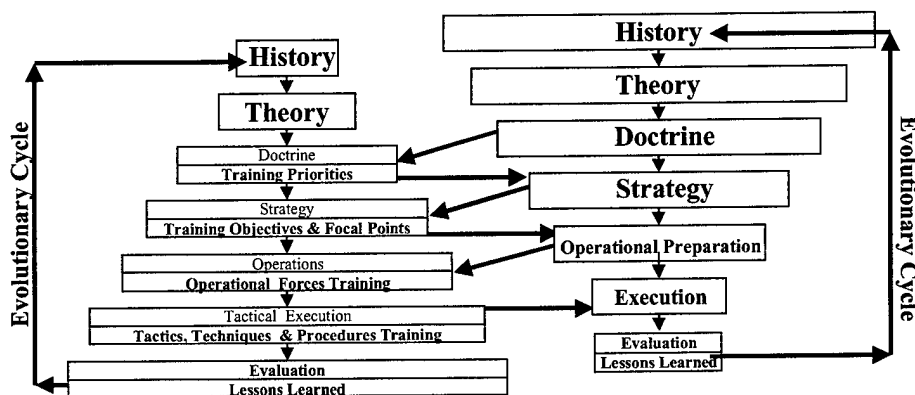 Evolutionary Cycle
History
Theory
Doctrine
Training Priorities
Strategy
Training Objectives & Focal Points
Operations
Operational Forces Training
Tactical Execution
Tactics, Techniques & Procedures Training
Evaluation
Lessons Learned
History
Theory
Doctrine
Strategy
Operational Preparation
Execution
Evaluation
Lessons Learned
Evolutionary Cycle